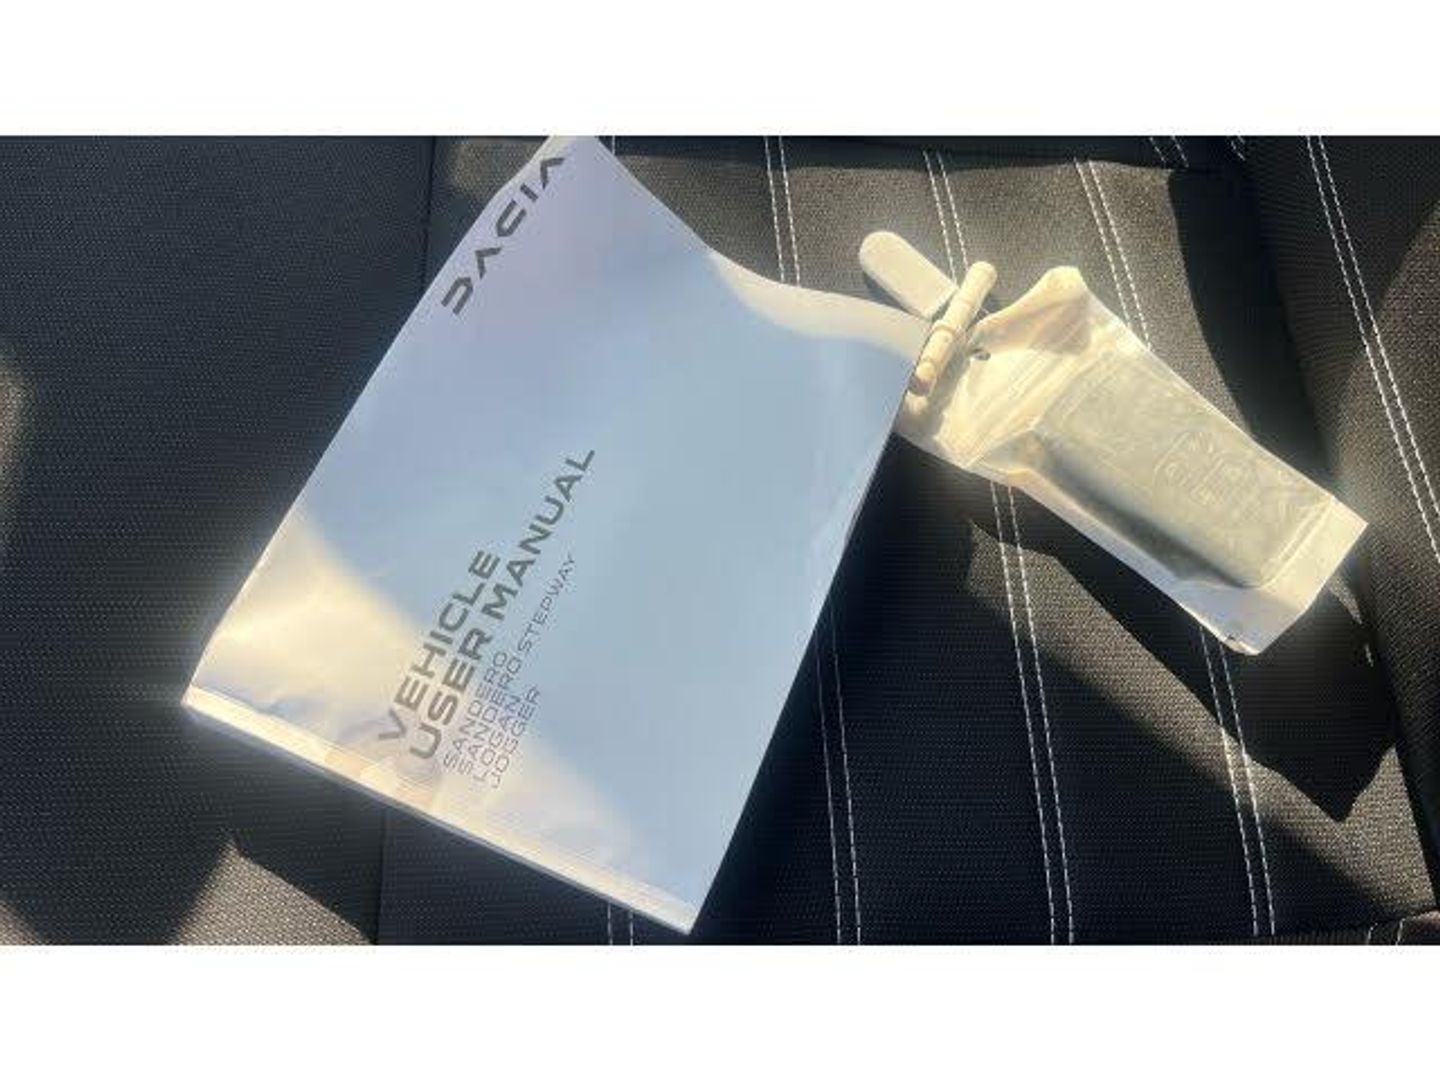 DACIA
VEHICLE
USER MANUAL
SANDERO
SANDERO STEPWAY
LOGAN
JOGGER